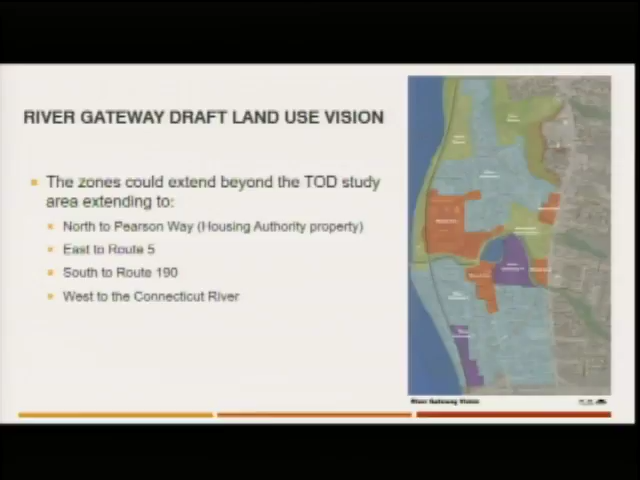 RIVER GATEWAY DRAFT LAND USE VISION
The zones could extend beyond the TOD study
area extending to:
North to Pearson Way (Housing Authority property)
East to Route 5
South to Route 190
West to the Connecticut River
River Gateway Vision